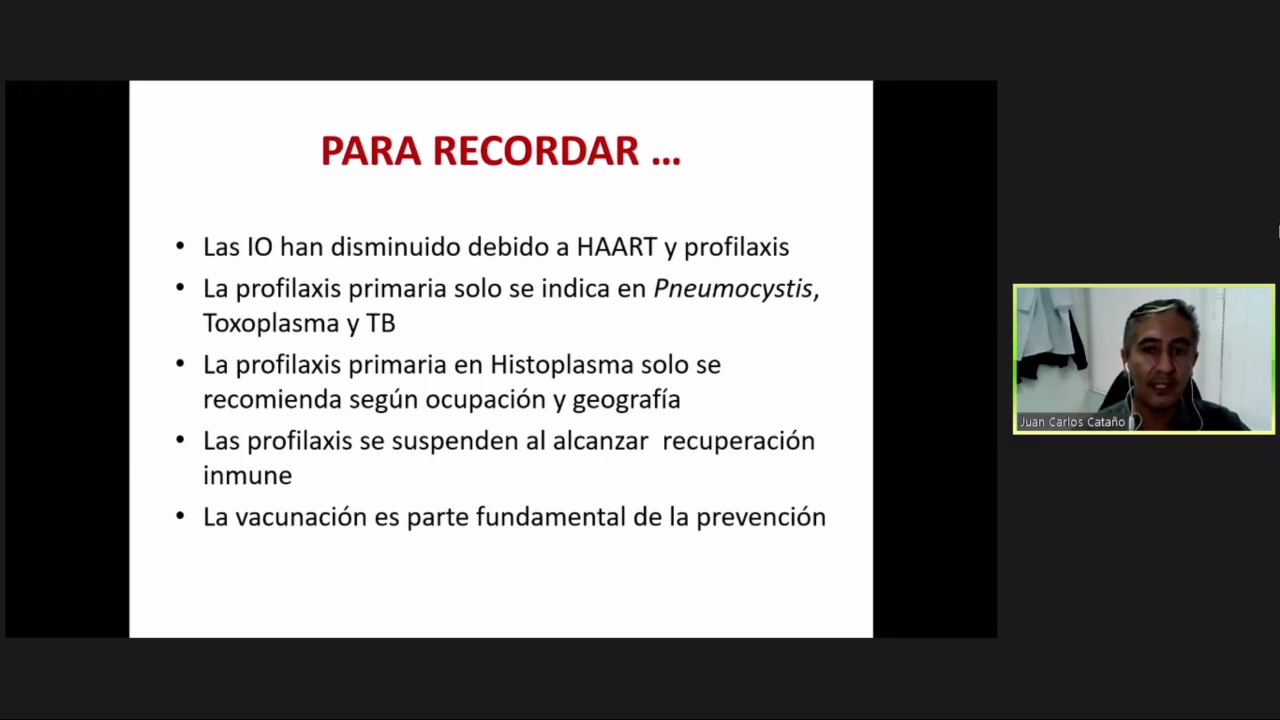 PARA RECORDAR ...
• Las IO han disminuido debido a HAART y profilaxis
• La profilaxis primaria solo se indica en Pneumocystis,
Toxoplasma y TB
• La profilaxis primaria en Histoplasma solo se
recomienda según ocupación y geografía
• Las profilaxis se suspenden al alcanzar  recuperación
inmune
• La vacunación es parte fundamental de la prevención
Juan Carlos Cataño